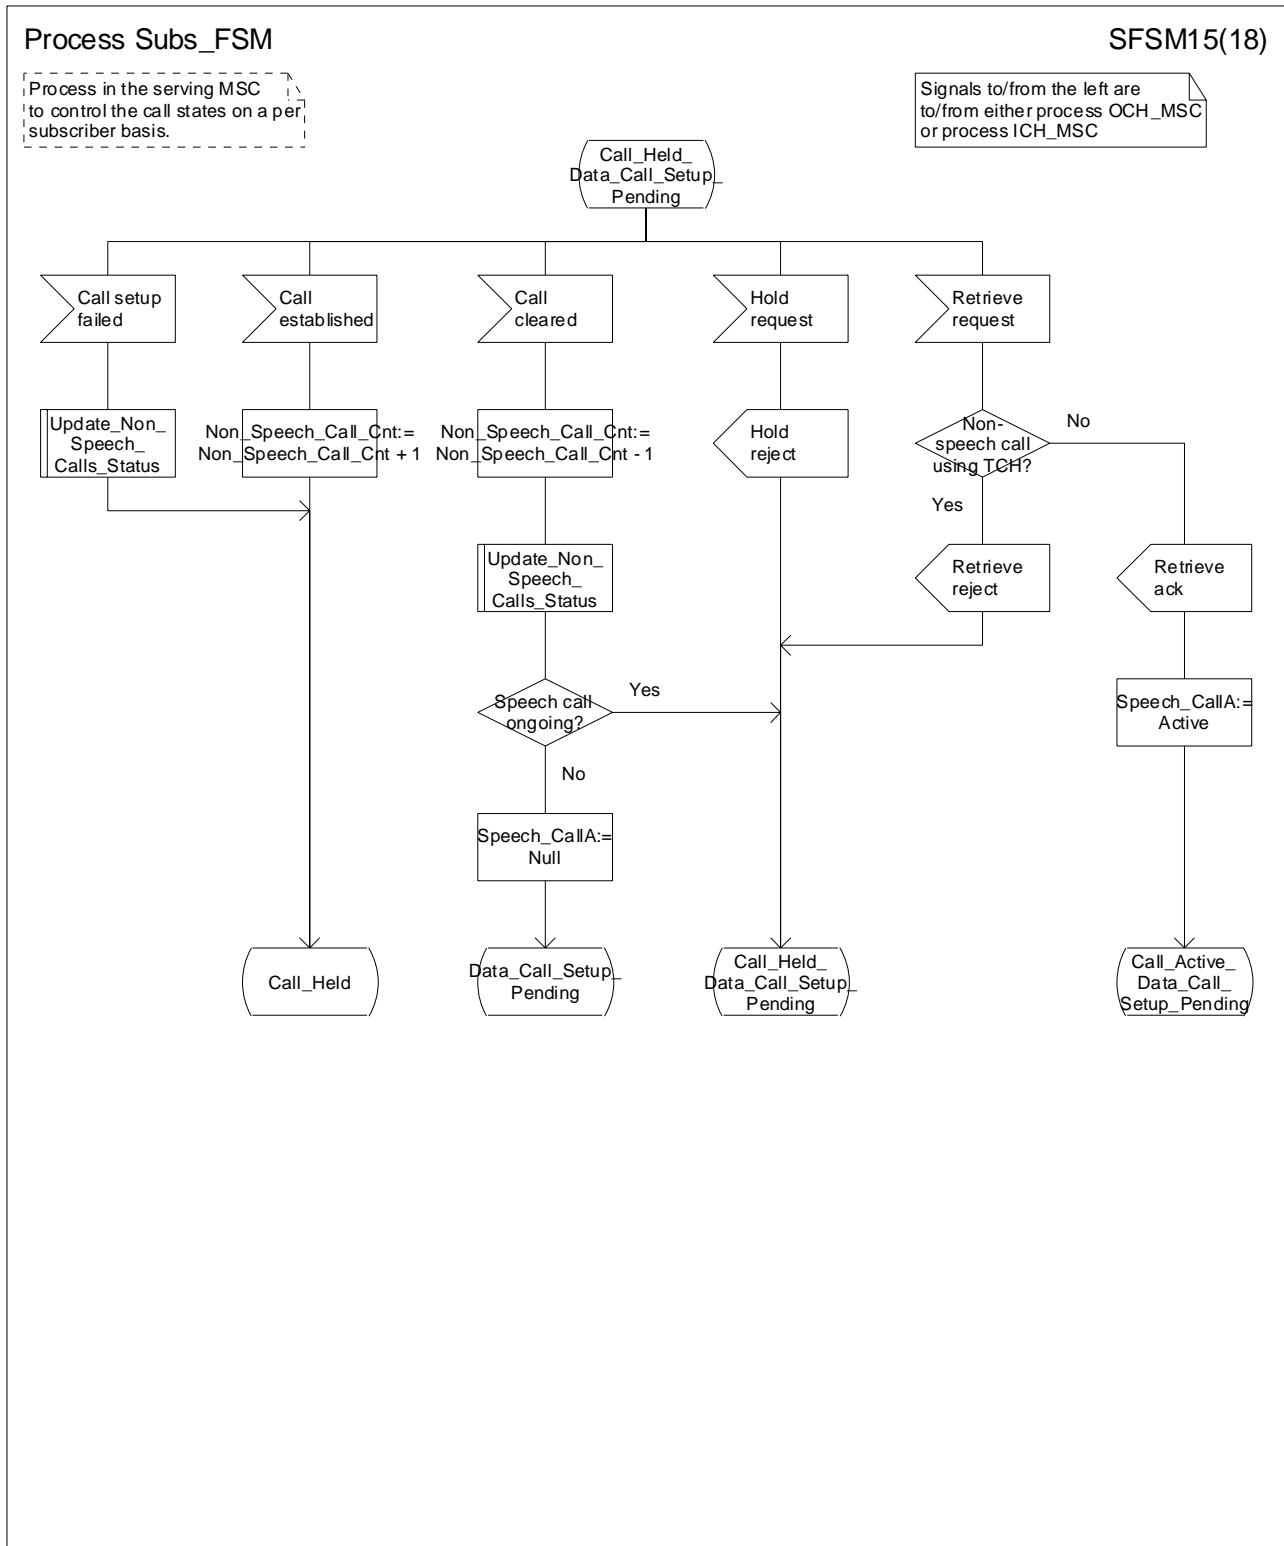 Process Subs_FSM
SFSM15(18)
Process in the serving MSC
to control the call states on a per
subscriber basis.
Signals to/from the left are
to/from either process OCH_MSC
or process ICH_MSC
Call_Held_
Data_Call_Setup_
Pending
Call setup
failed
Call
established
Call
cleared
Hold
request
Retrieve
request
Update_Non_
Speech_
Calls_Status
Non_Speech_Call_Cnt:=
Non_Speech_Call_Cnt + 1
Non_Speech_Call_Cnt:=
Non_Speech_Call_Cnt - 1
Hold
reject
Non-
speech call
using TCH?
No
Yes
Update_Non_
Speech_
Calls_Status
Retrieve
reject
Retrieve
ack
Speech call
ongoing?
Yes
No
Speech_CallA:=
Active
Speech_CallA:=
Null
Call_Held
Data_Call_Setup_
Pending
Call_Held_
Data_Call_Setup_
Pending
Call_Active_
Data_Call_
Setup_Pending